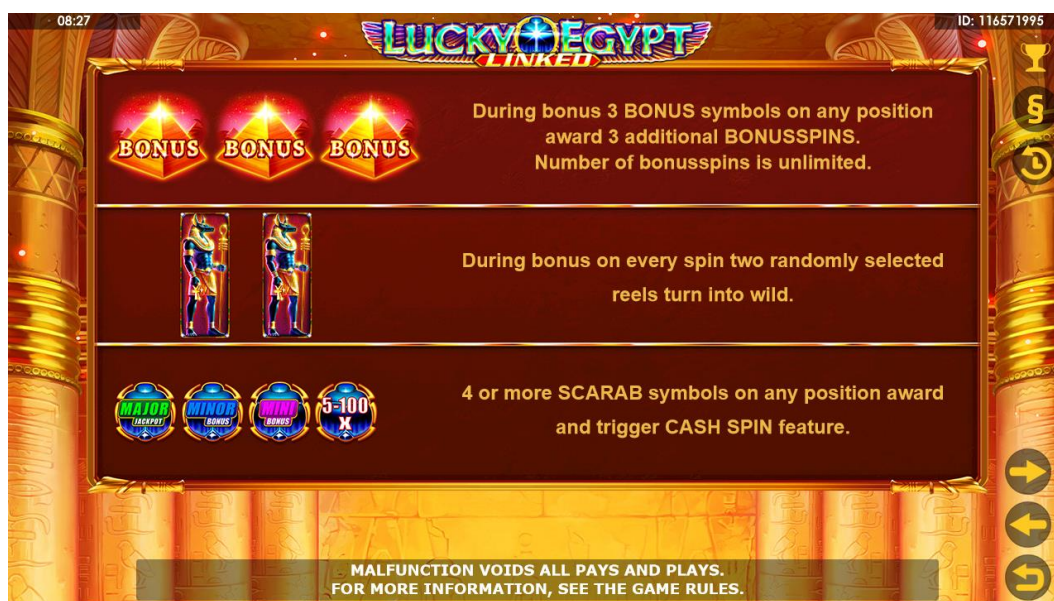 08:27
ID: 116571995
LUCKY EGYPT
LINKED
§
BONUS BONUS BONUS
During bonus 3 BONUS symbols on any position
award 3 additional BONUSSPINS.
Number of bonusspins is unlimited.
During bonus on every spin two randomly selected
reels turn into wild.
MAJOR
JACKPOT
MINOR
BONUS
MINI
BONUS
5-100
X
4 or more SCARAB symbols on any position award
and trigger CASH SPIN feature.
MALFUNCTION VOIDS ALL PAYS AND PLAYS.
FOR MORE INFORMATION, SEE THE GAME RULES.